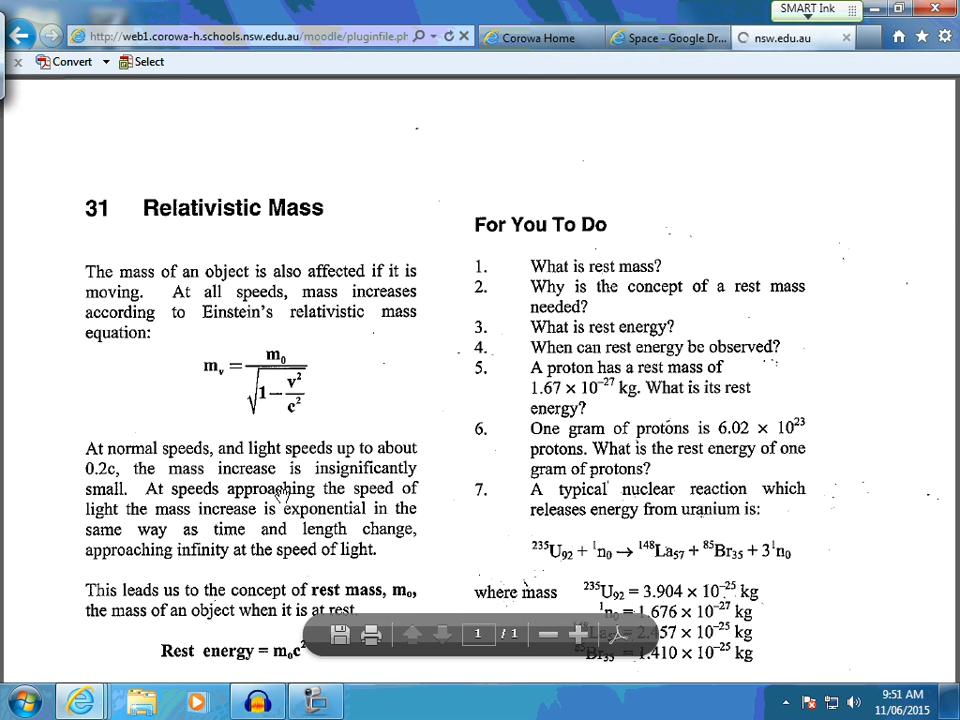 SMART Ink
http://web1.corowa-h.schools.nsw.edu.au/moodle/pluginfile.ph
Corowa Home
Space - Google Dr...
nsw.edu.au
x Convert Select
31 Relativistic Mass
The mass of an object is also affected if it is
moving. At all speeds, mass increases
according to Einstein's relativistic mass
equation:
m_v = m_0 / √(1 − v²/c²)
At normal speeds, and light speeds up to about
0.2c, the mass increase is insignificantly
small. At speeds approaching the speed of
light the mass increase is exponential in the
same way as time and length change,
approaching infinity at the speed of light.
This leads us to the concept of rest mass, m₀,
the mass of an object when it is at rest.
Rest energy = m₀c²
For You To Do
1. What is rest mass?
2. Why is the concept of a rest mass
needed?
3. What is rest energy?
4. When can rest energy be observed?
5. A proton has a rest mass of
1.67 × 10⁻²⁷ kg. What is its rest
energy?
6. One gram of protons is 6.02 × 10²³
protons. What is the rest energy of one
gram of protons?
7. A typical nuclear reaction which
releases energy from uranium is:
²³⁵U₉₂ + ¹n₀ → ¹⁴⁸La₅₇ + ⁸⁵Br₃₅ + 3¹n₀
where mass ²³⁵U₉₂ = 3.904 × 10⁻²⁵ kg
¹n₀ = 1.676 × 10⁻²⁷ kg
¹⁴⁸La₅₇ = 2.457 × 10⁻²⁵ kg
⁸⁵Br₃₅ = 1.410 × 10⁻²⁵ kg
1 / 1
9:51 AM
11/06/2015